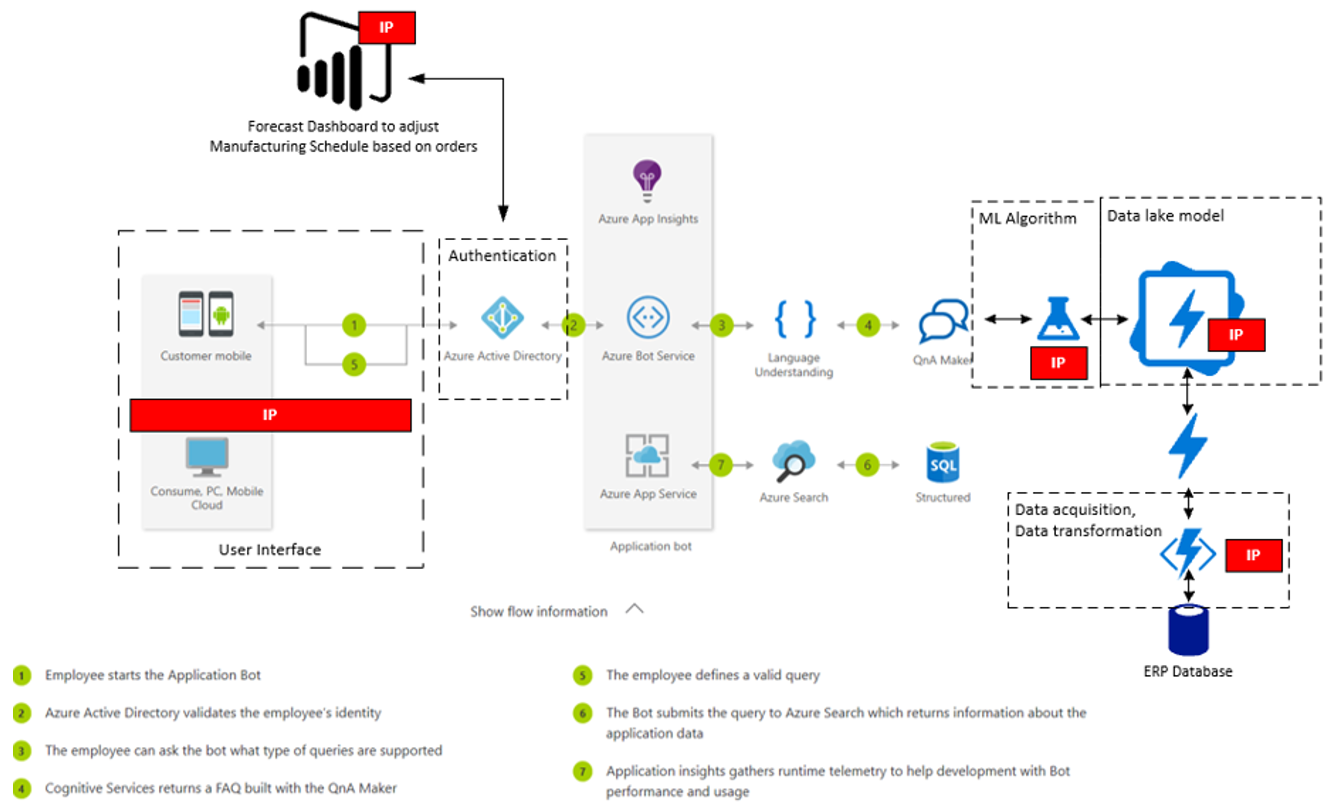 IP
Forecast Dashboard to adjust
Manufacturing Schedule based on orders
Azure App Insights
ML Algorithm
Data lake model
Authentication
1
2
3
4
Customer mobile
Azure Active Directory
Azure Bot Service
Language
Understanding
QnA Maker
5
IP
IP
IP
7
6
SQL
Consume, PC, Mobile
Cloud
Azure App Service
Azure Search
Structured
User Interface
Application bot
Data acquisition,
Data transformation
IP
Show flow information
ERP Database
1 Employee starts the Application Bot
2 Azure Active Directory validates the employee's identity
3 The employee can ask the bot what type of queries are supported
4 Cognitive Services returns a FAQ built with the QnA Maker
5 The employee defines a valid query
6 The Bot submits the query to Azure Search which returns information about the
application data
7 Application insights gathers runtime telemetry to help development with Bot
performance and usage